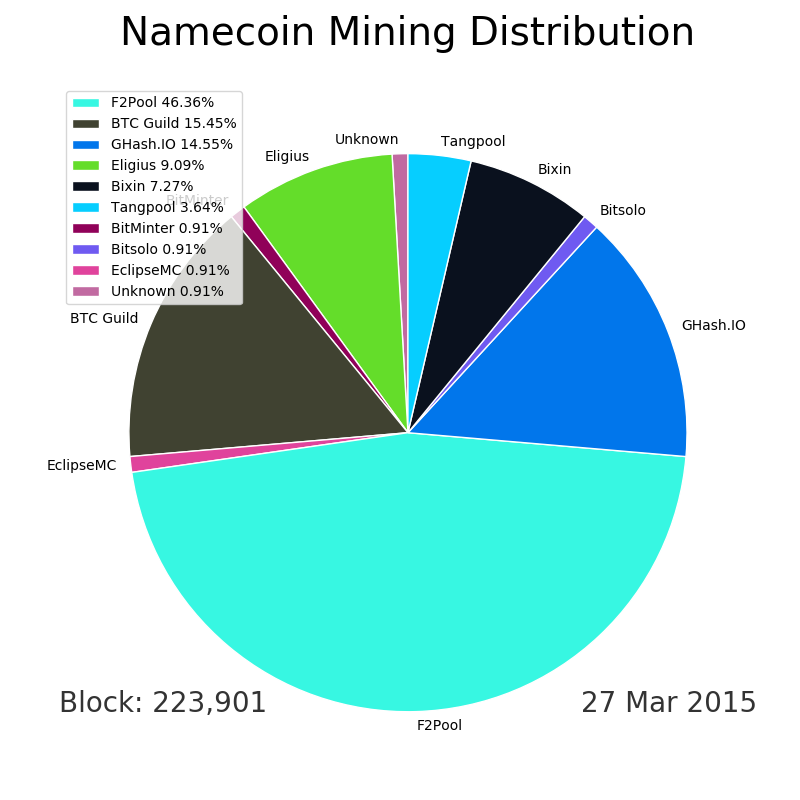 Namecoin Mining Distribution
F2Pool 46.36%
BTC Guild 15.45%
GHash.IO 14.55%
Eligius 9.09%
Bixin 7.27%
Tangpool 3.64%
BitMinter 0.91%
Bitsolo 0.91%
EclipseMC 0.91%
Unknown 0.91%
Unknown
Tangpool
Eligius
Bixin
BitMinter
Bitsolo
BTC Guild
GHash.IO
EclipseMC
F2Pool
Block: 223,901
27 Mar 2015